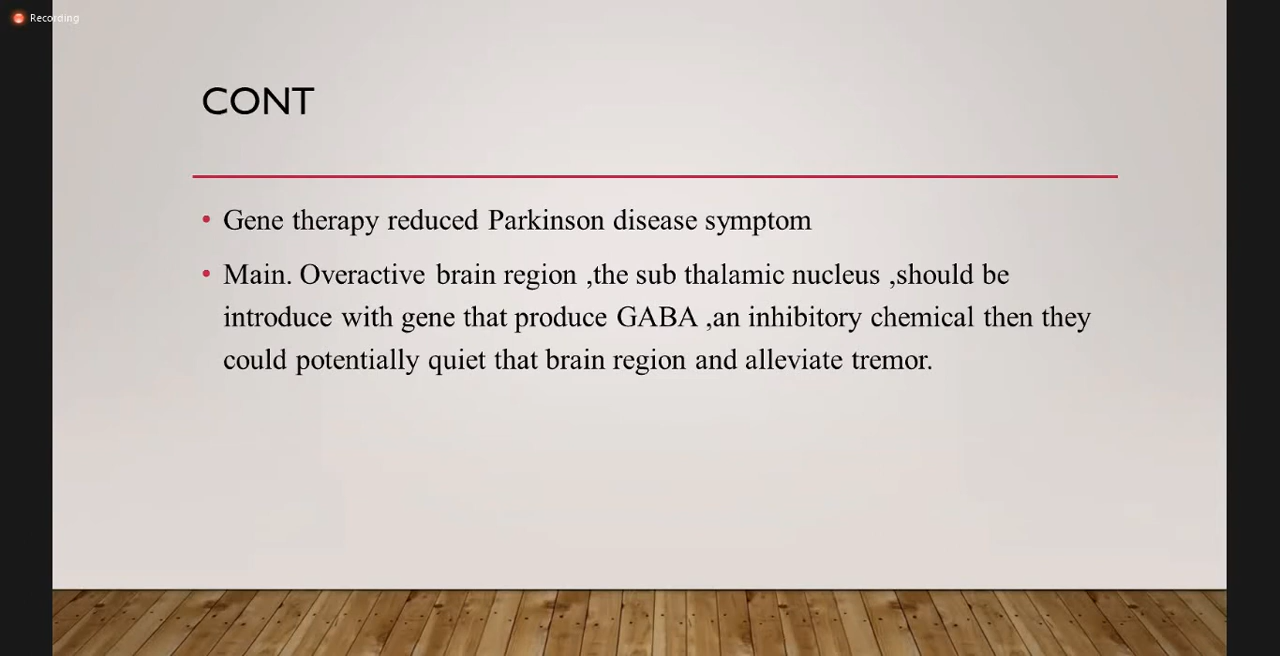 Recording
CONT
• Gene therapy reduced Parkinson disease symptom
• Main. Overactive brain region ,the sub thalamic nucleus ,should be
introduce with gene that produce GABA ,an inhibitory chemical then they
could potentially quiet that brain region and alleviate tremor.